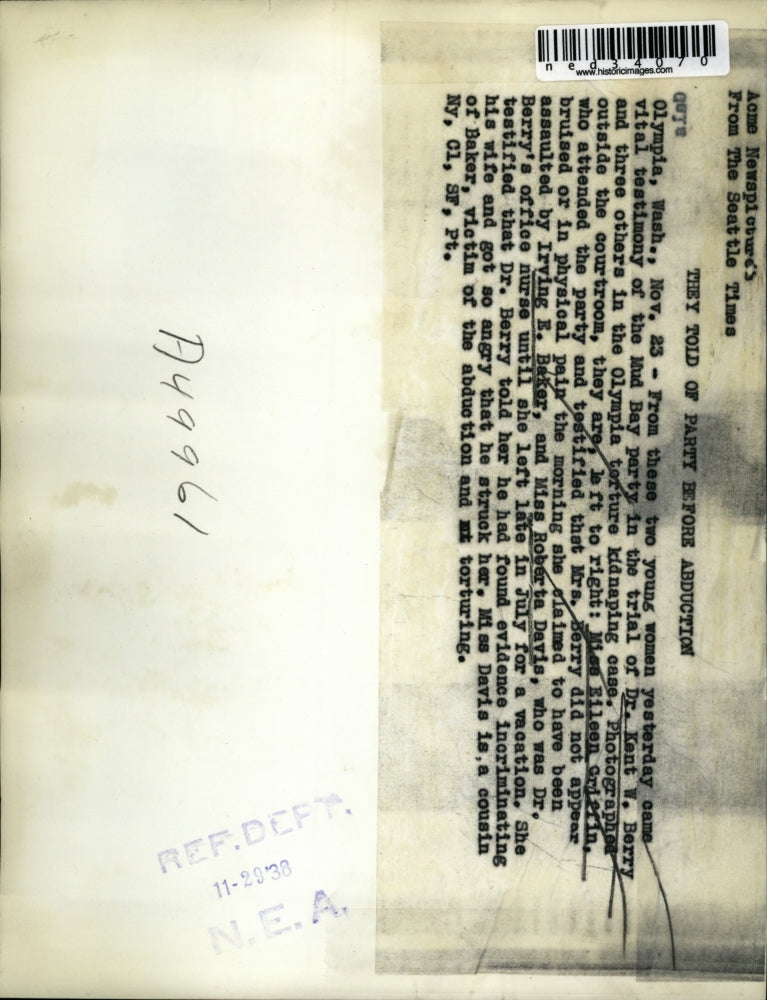 ned34070
www.historicimages.com
Acme Newspictures
From The Seattle Times
THEY TOLD OF PARTY BEFORE ABDUCTION
Olympia, Wash., Nov. 23 - From these two young women yesterday came
vital testimony of the Mud Bay party in the trial of Dr. Kent W. Berry
and three others in the Olympia torture kidnaping case. Photographed
outside the courtroom, they are, left to right: Miss Eileen Griffin,
who attended the party and testified that Mrs. Berry did not appear
bruised or in physical pain the morning she claimed to have been
assaulted by Irving E. Baker, and Miss Roberta Davis, who was Dr.
Berry's office nurse until she left late in July for a vacation. She
testified that Dr. Berry told her he had found evidence incriminating
his wife and got so angry that he struck her. Miss Davis is a cousin
of Baker, victim of the abduction and torturing.
Ny, Cl, SF, Pt.
A49961
REF. DEPT.
11-29'38
N.E.A.